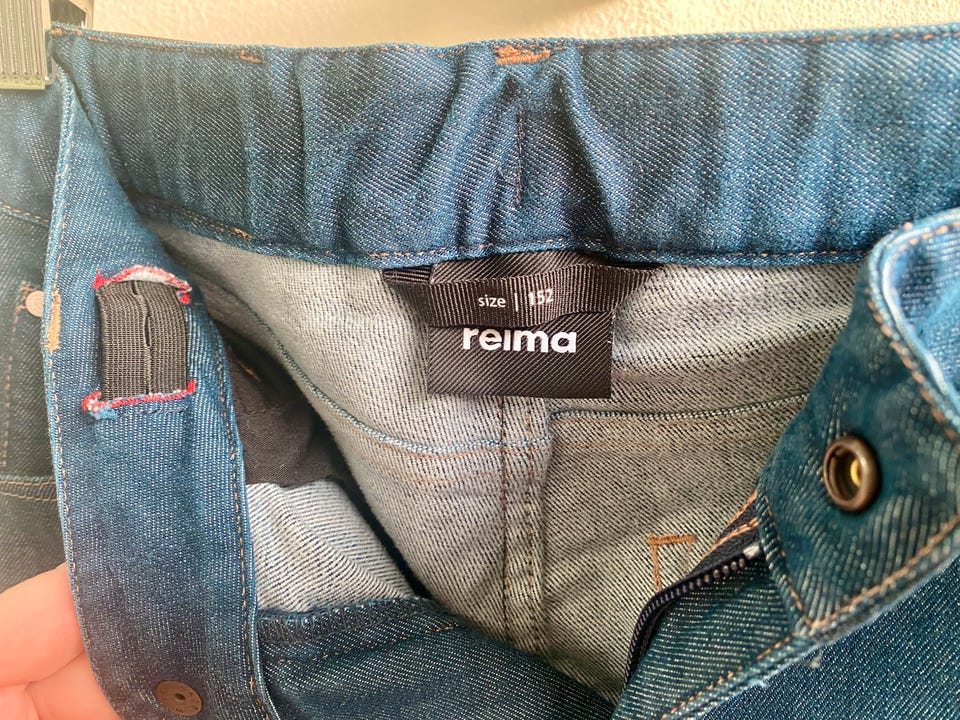 size | 152
reima